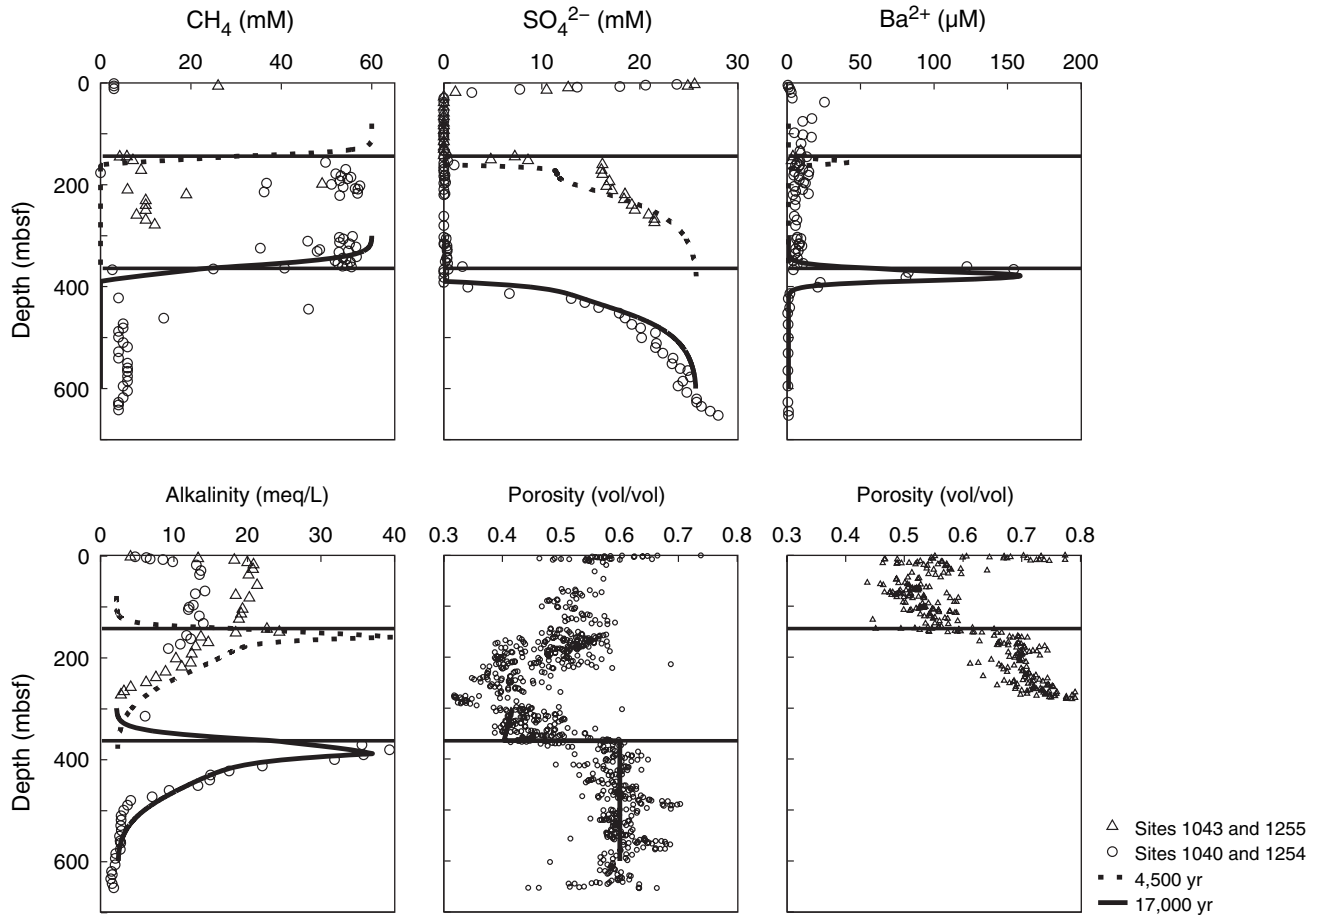 CH₄ (mM)
SO₄²⁻ (mM)
Ba²⁺ (µM)
0 20 40 60
0 10 20 30
0 50 100 150 200
0
200
400
600
Depth (mbsf)
Alkalinity (meq/L)
Porosity (vol/vol)
Porosity (vol/vol)
0 10 20 30 40
0.3 0.4 0.5 0.6 0.7 0.8
0.3 0.4 0.5 0.6 0.7 0.8
0
200
400
600
Depth (mbsf)
Sites 1043 and 1255
Sites 1040 and 1254
4,500 yr
17,000 yr